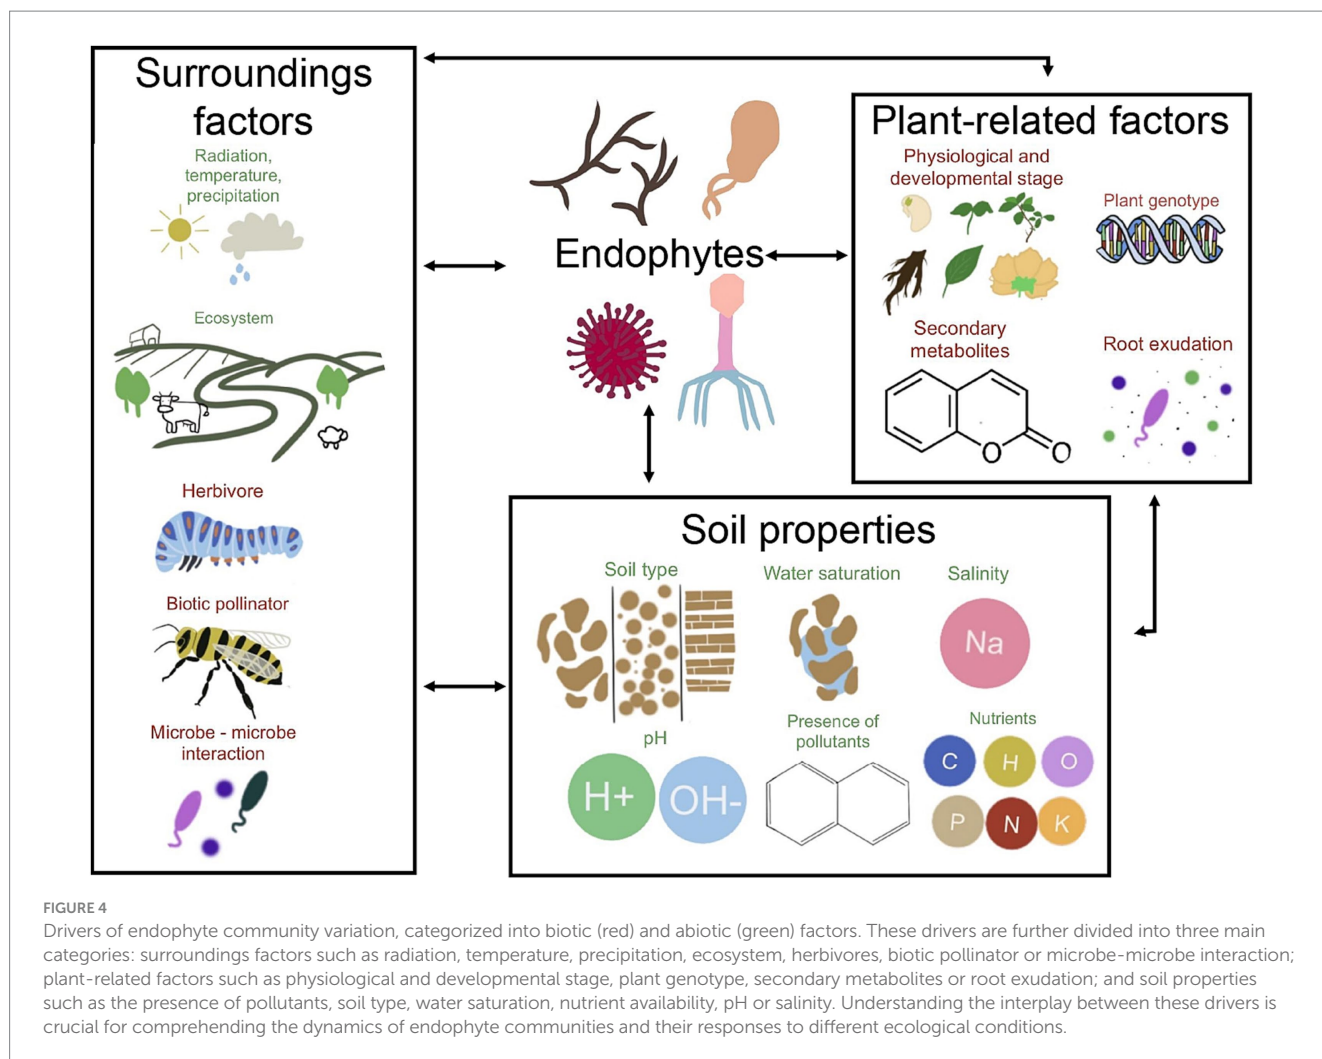 Surroundings
factors
Radiation,
temperature,
precipitation
Ecosystem
Herbivore
Biotic pollinator
Microbe - microbe
interaction
Endophytes
Plant-related factors
Physiological and
developmental stage
Plant genotype
Secondary
metabolites
O
O
Root exudation
Soil properties
Soil type
Water saturation
Salinity
Na
pH
H+
OH-
Presence of
pollutants
Nutrients
C
H
O
P
N
K
FIGURE 4
Drivers of endophyte community variation, categorized into biotic (red) and abiotic (green) factors. These drivers are further divided into three main
categories: surroundings factors such as radiation, temperature, precipitation, ecosystem, herbivores, biotic pollinator or microbe-microbe interaction;
plant-related factors such as physiological and developmental stage, plant genotype, secondary metabolites or root exudation; and soil properties
such as the presence of pollutants, soil type, water saturation, nutrient availability, pH or salinity. Understanding the interplay between these drivers is
crucial for comprehending the dynamics of endophyte communities and their responses to different ecological conditions.